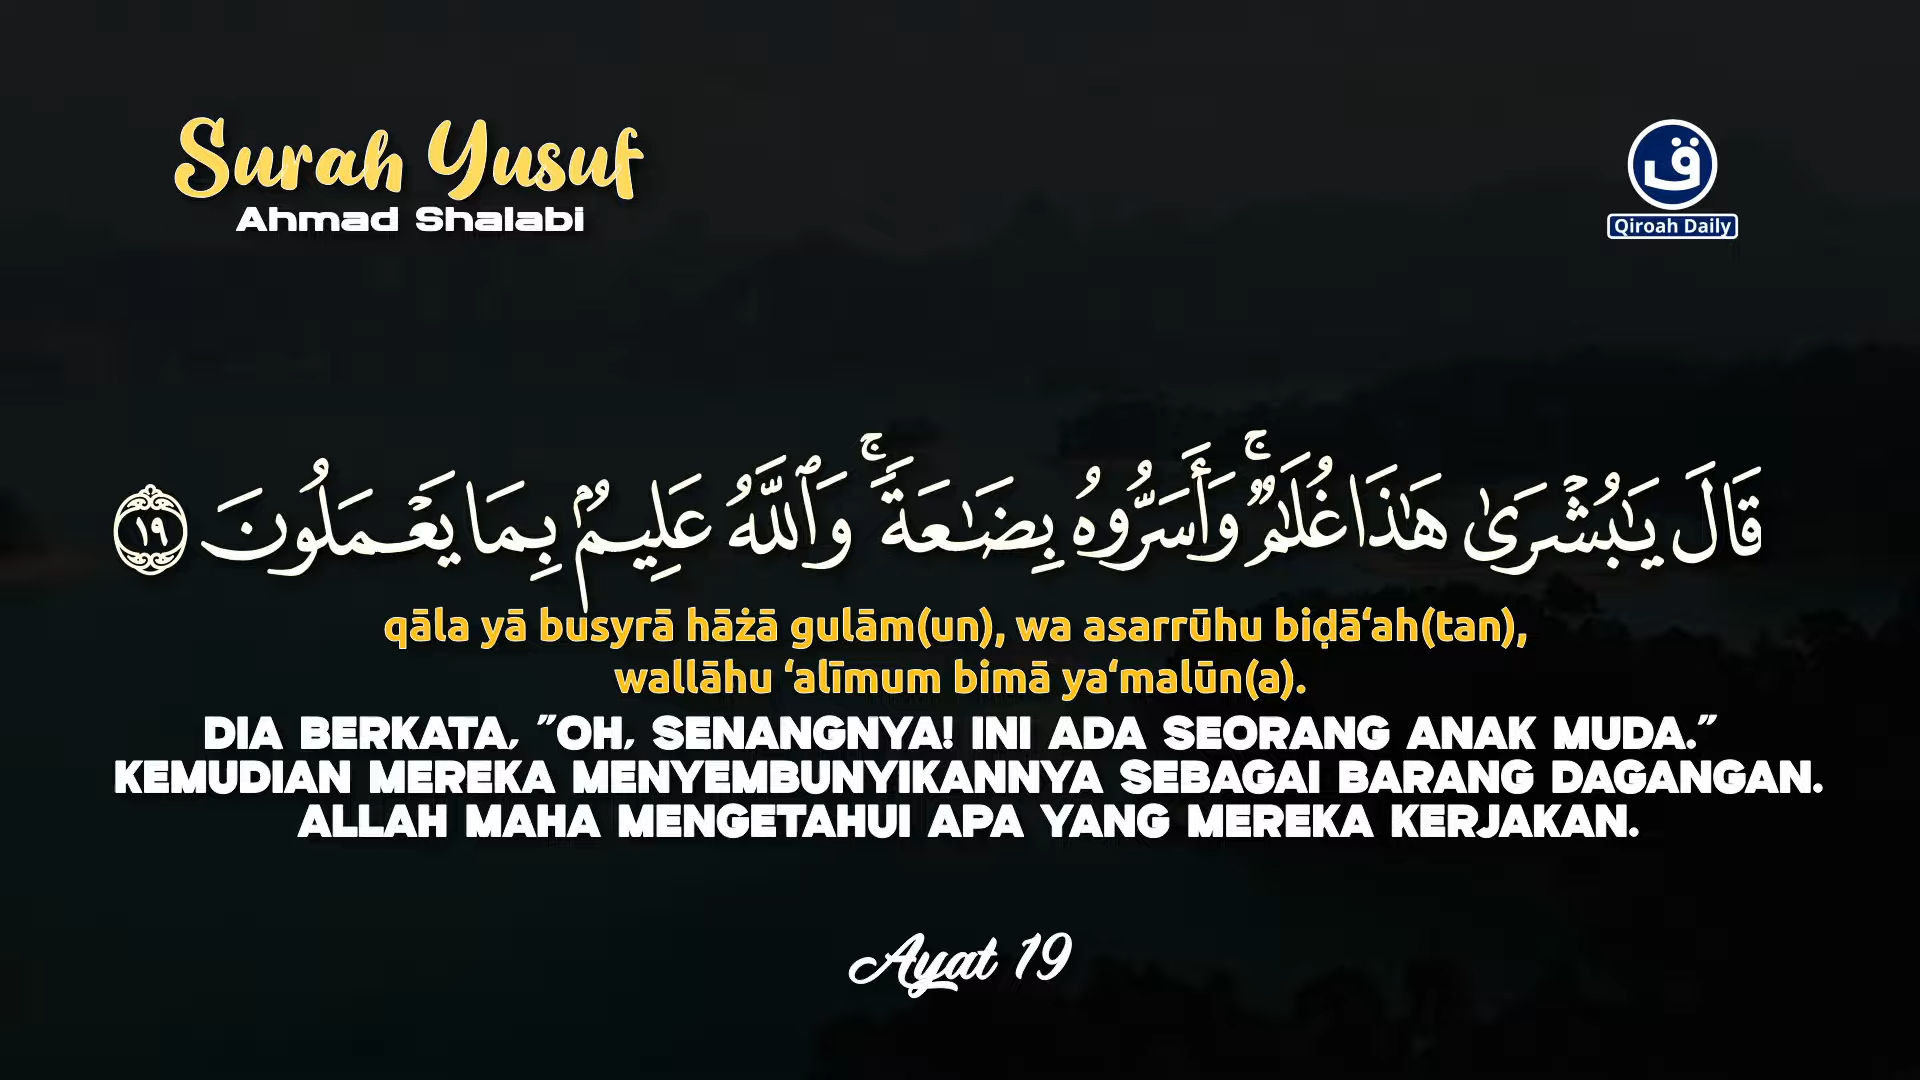 Surah Yusuf
Ahmad Shalabi
ق
Qiroah Daily
قَالَ يَـٰبُشْرَىٰ هَـٰذَا غُلَـٰمٌۭ ۚ وَأَسَرُّوهُ بِضَـٰعَةًۭ ۚ وَٱللَّهُ عَلِيمٌۢ بِمَا يَعْمَلُونَ ١٩
qāla yā busyrā hāżā gulām(un), wa asarrūhu biḍā‘ah(tan),
wallāhu ‘alīmum bimā ya‘malūn(a).
DIA BERKATA, "OH, SENANGNYA! INI ADA SEORANG ANAK MUDA."
KEMUDIAN MEREKA MENYEMBUNYIKANNYA SEBAGAI BARANG DAGANGAN.
ALLAH MAHA MENGETAHUI APA YANG MEREKA KERJAKAN.
Ayat 19